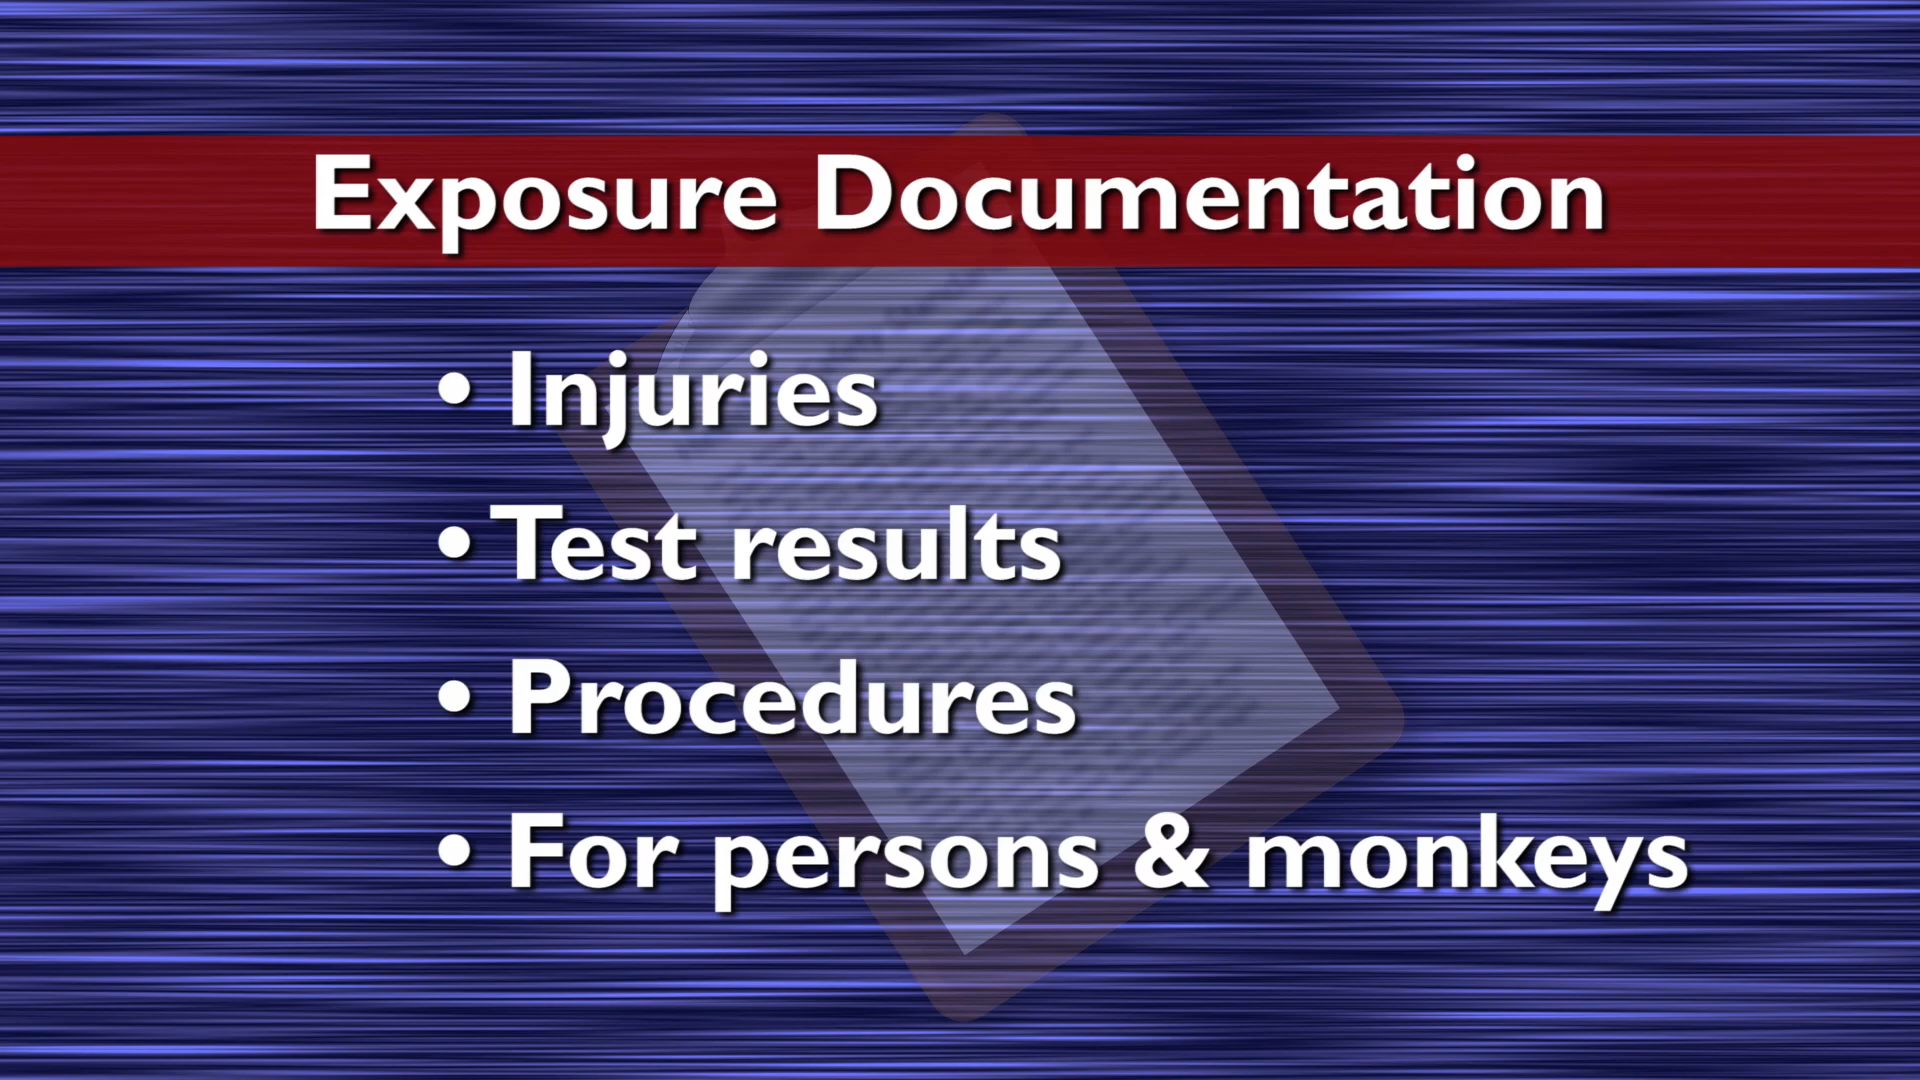 Exposure Documentation
• Injuries
• Test results
• Procedures
• For persons & monkeys